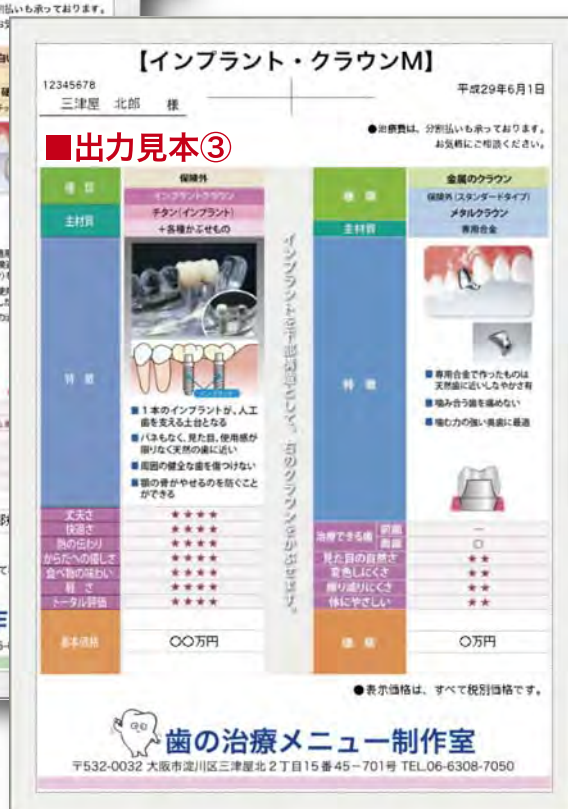 割払いも承っております。
【インプラント・クラウンM】
12345678
三津屋 北郎 様
平成29年6月1日
●治療費は、分割払いも承っております。
お気軽にご相談ください。
■出力見本③
種類
保険外
インプラントクラウン
主材質
チタン(インプラント)
+各種かぶせもの
特徴
インプラント
■1本のインプラントが、人工
歯を支える土台となる
■バネもなく、見た目、使用感が
限りなく天然の歯に近い
■周囲の健全な歯を傷つけない
■顎の骨がやせるのを防ぐこと
ができる
丈夫さ ★★★★
快適さ ★★★★
熱の伝わり ★★★★
からだへの優しさ ★★★★
食べ物の味わい ★★★★
軽さ ★★★★
トータル評価 ★★★★
基本価格 〇〇万円
インプラントを下部構造として、右のクラウンをかぶせます。
種類
金属のクラウン
保険外(スタンダードタイプ)
メタルクラウン
主材質
専用合金
特徴
■専用合金で作ったものは
天然歯に近いしなやかさ有
■噛み合う歯を痛めない
■噛む力の強い奥歯に最適
治療できる歯 前歯 ー
奥歯 〇
見た目の自然さ ★★
変色しにくさ ★★
擦り減りにくさ ★★
体にやさしい ★★
価格 〇万円
●表示価格は、すべて税別価格です。
歯の治療メニュー制作室
〒532-0032 大阪市淀川区三津屋北2丁目15番45−701号 TEL.06-6308-7050